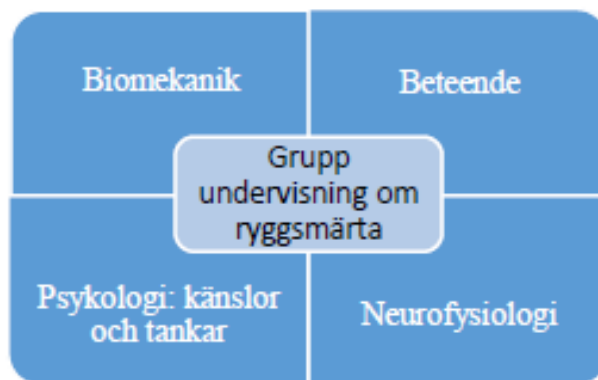 Biomekanik
Beteende
Grupp
undervisning om
ryggsmärta
Psykologi: känslor
och tankar
Neurofysiologi